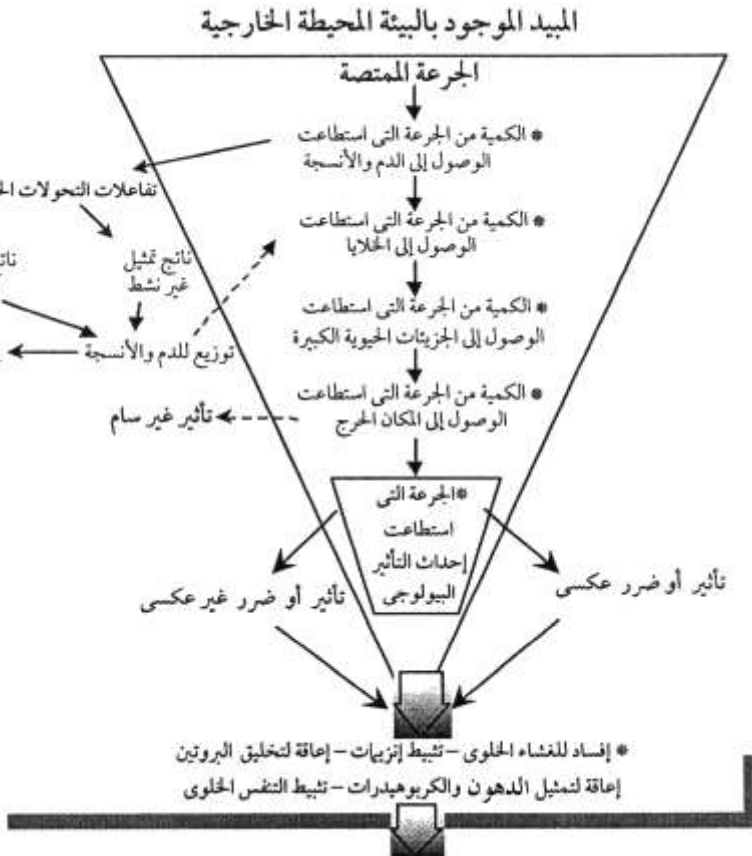 المبيد الموجود بالبيئة المحيطة الخارجية
الجرعة الممتصة
* الكمية من الجرعة التى استطاعت
الوصول إلى الدم والأنسجة
تفاعلات التحولات
* الكمية من الجرعة التى استطاعت
الوصول إلى الخلايا
ناتج تمثيل
غير نشط
* الكمية من الجرعة التى استطاعت
الوصول إلى الجزيئات الحيوية الكبيرة
توزيع للدم والأنسجة
* الكمية من الجرعة التى استطاعت
الوصول إلى المكان الحرج
تأثير غير سام
*الجرعة التى
استطاعت
إحداث التأثير
البيولوجى
تأثير أو ضرر عكسى
تأثير أو ضرر غير عكسى
* إفساد للغشاء الخلوى – تثبيط إنزيمات – إعاقة لتخليق البروتين
إعاقة لتمثيل الدهون والكربوهيدرات – تثبيط التنفس الخلوى